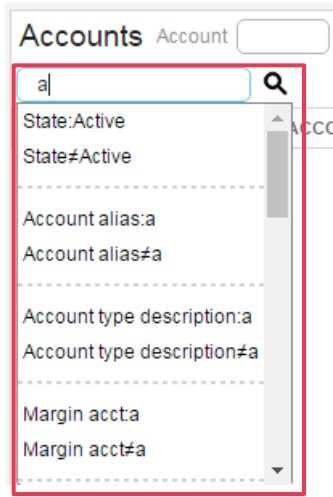 Accounts Account
a
ACCO
State:Active
State≠Active
Account alias:a
Account alias≠a
Account type description:a
Account type description≠a
Margin acct:a
Margin acct≠a